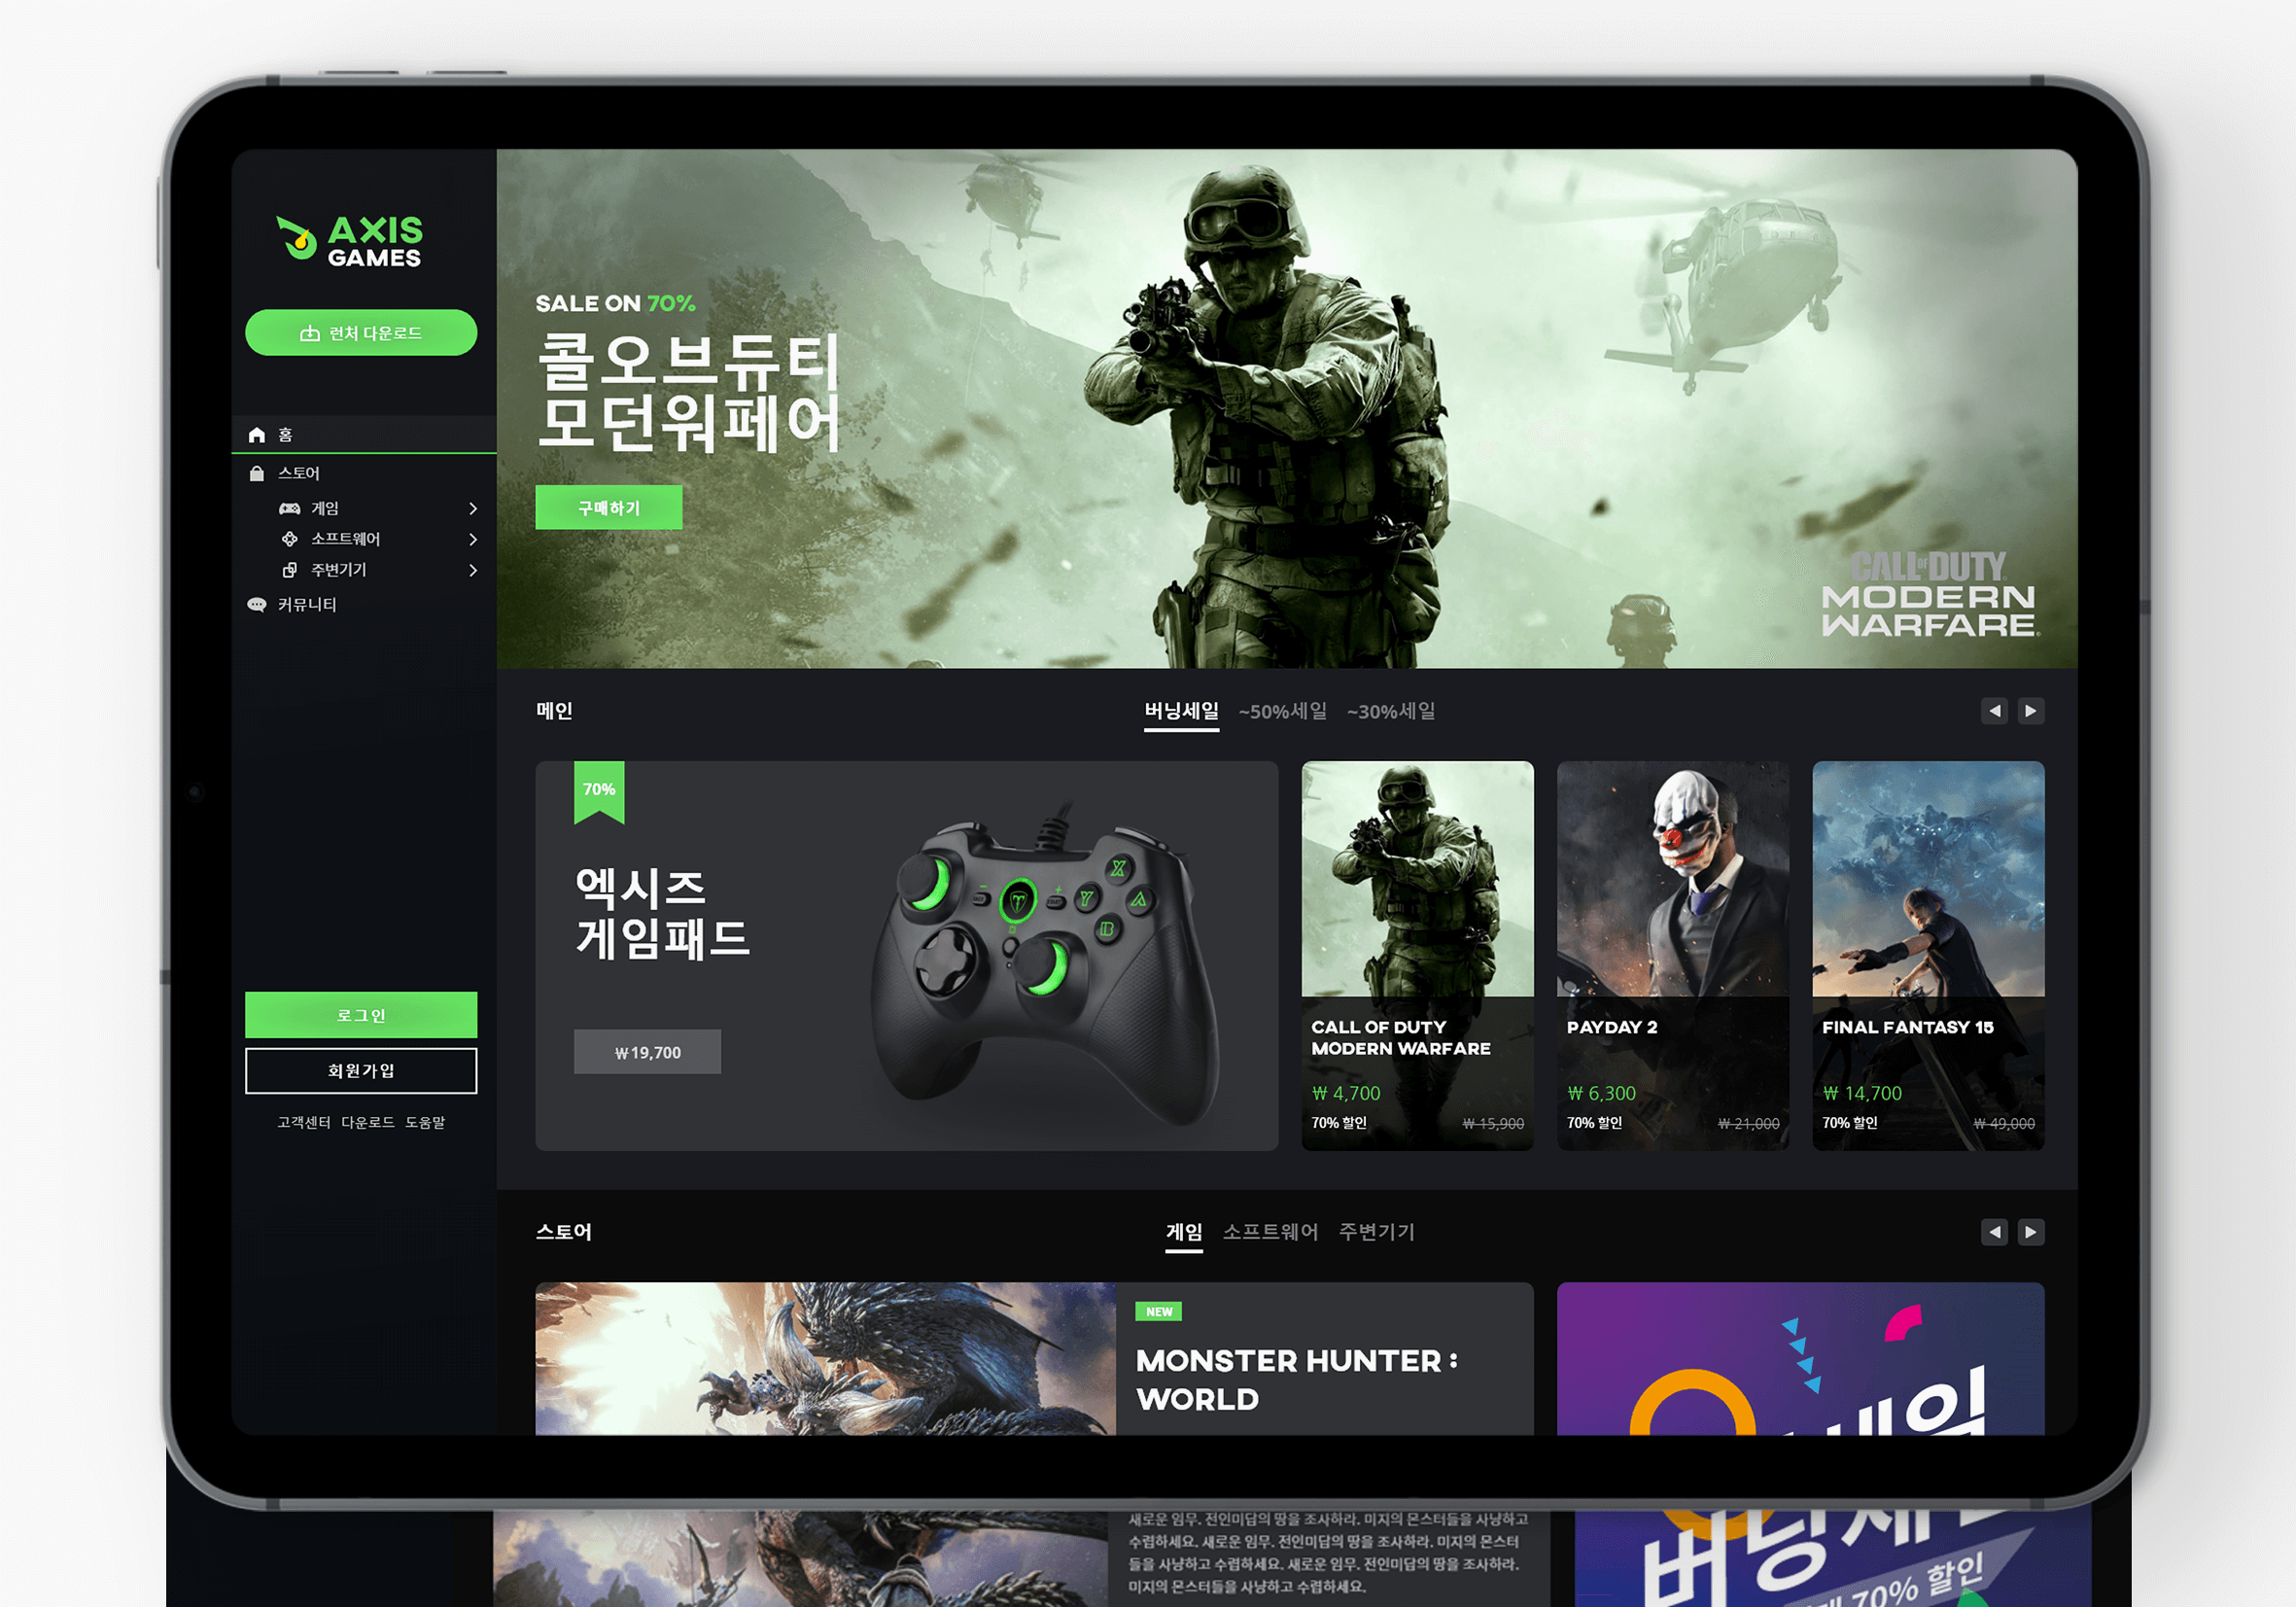 AXIS
GAMES
런처 다운로드
홈
스토어
게임
소프트웨어
주변기기
커뮤니티
로그인
회원가입
고객센터 다운로드 도움말
SALE ON 70%
콜오브듀티
모던워페어
구매하기
CALL OF DUTY
MODERN
WARFARE
메인
버닝세일 ~50%세일 ~30%세일
70%
엑시즈
게임패드
₩19,700
X
Y
A
B
CALL OF DUTY
MODERN WARFARE
₩ 4,700
70% 할인 ₩ 15,900
PAYDAY 2
₩ 6,300
70% 할인 ₩ 21,000
FINAL FANTASY 15
₩ 14,700
70% 할인 ₩ 49,000
스토어
게임 소프트웨어 주변기기
NEW
MONSTER HUNTER :
WORLD
새로운 임무. 전인미답의 땅을 조사하라. 미지의 몬스터들을 사냥하고
수렵하세요. 새로운 임무. 전인미답의 땅을 조사하라. 미지의 몬스터
들을 사냥하고 수렵하세요. 새로운 임무. 전인미답의 땅을 조사하라.
미지의 몬스터들을 사냥하고 수렵하세요.
버닝세일
70% 할인